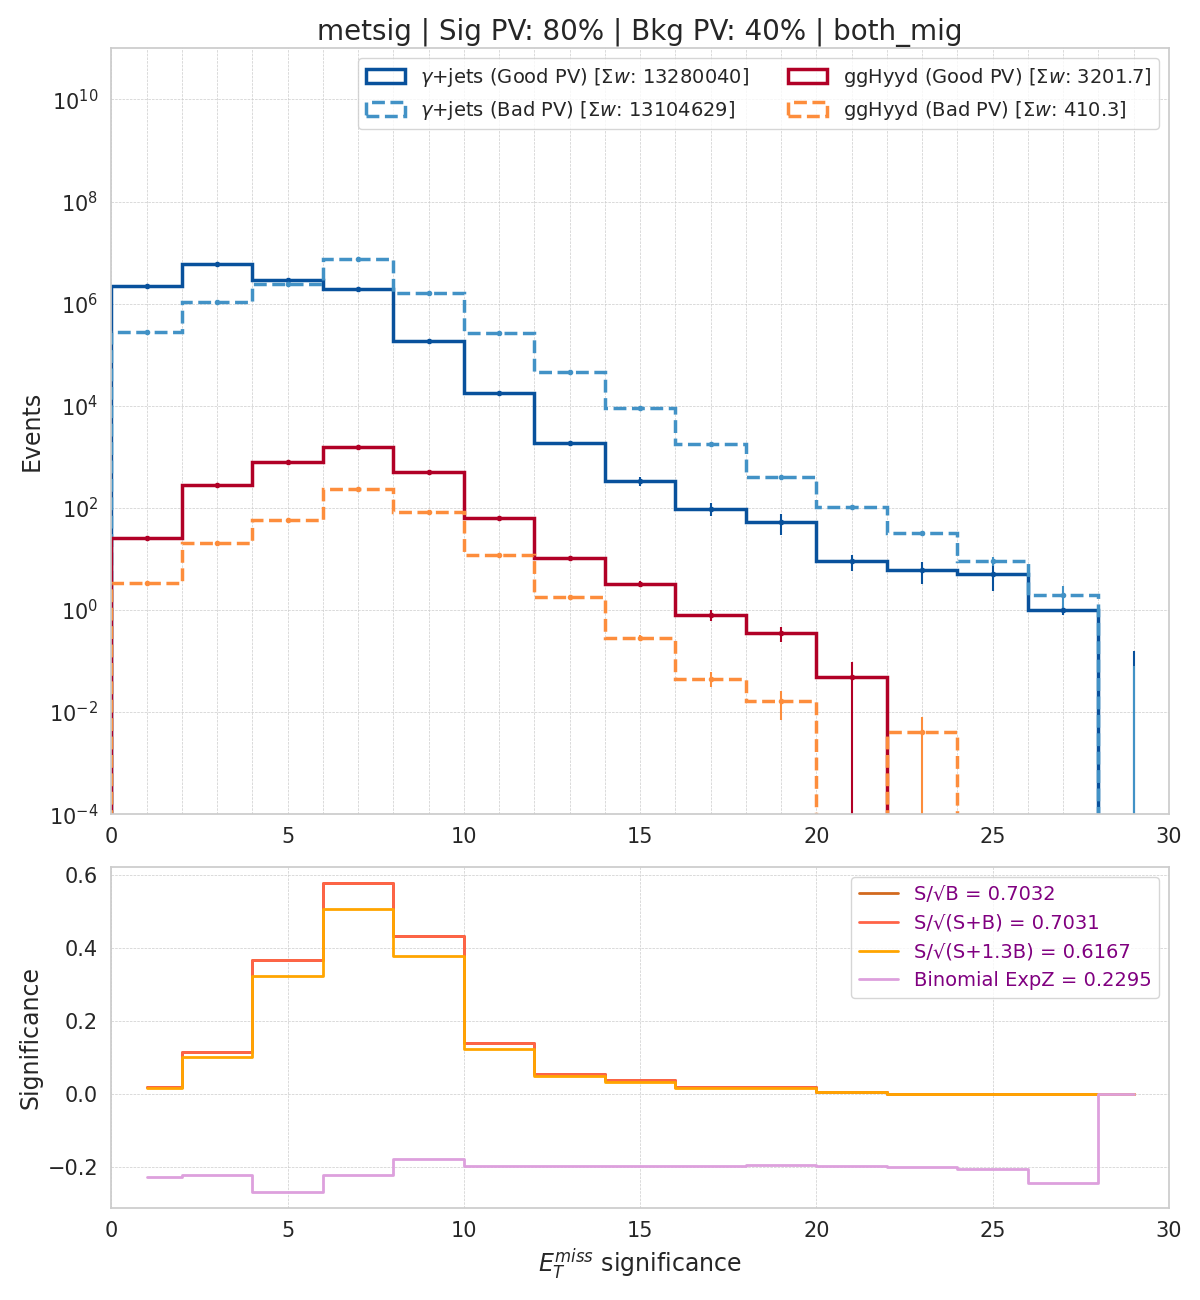 metsig | Sig PV: 80% | Bkg PV: 40% | both_mig
γ+jets (Good PV) [Σw: 13280040]
γ+jets (Bad PV) [Σw: 13104629]
ggHyyd (Good PV) [Σw: 3201.7]
ggHyyd (Bad PV) [Σw: 410.3]
Events
10^10
10^8
10^6
10^4
10^2
10^0
10^−2
10^−4
0 5 10 15 20 25 30
S/√B = 0.7032
S/√(S+B) = 0.7031
S/√(S+1.3B) = 0.6167
Binomial ExpZ = 0.2295
Significance
0.6
0.4
0.2
0.0
−0.2
0 5 10 15 20 25 30
E_T^miss significance